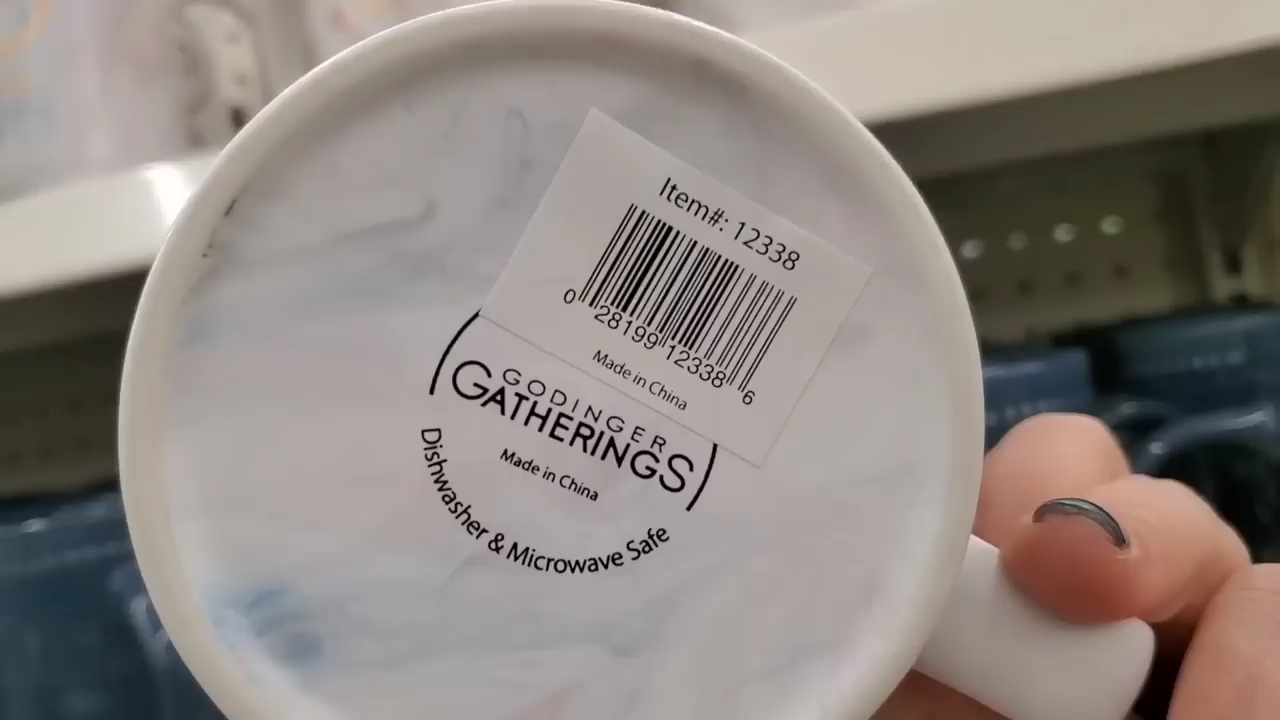 Item#: 12338
0 28199 12338 6
Made in China
GODINGER
GATHERINGS
Made in China
Dishwasher & Microwave Safe